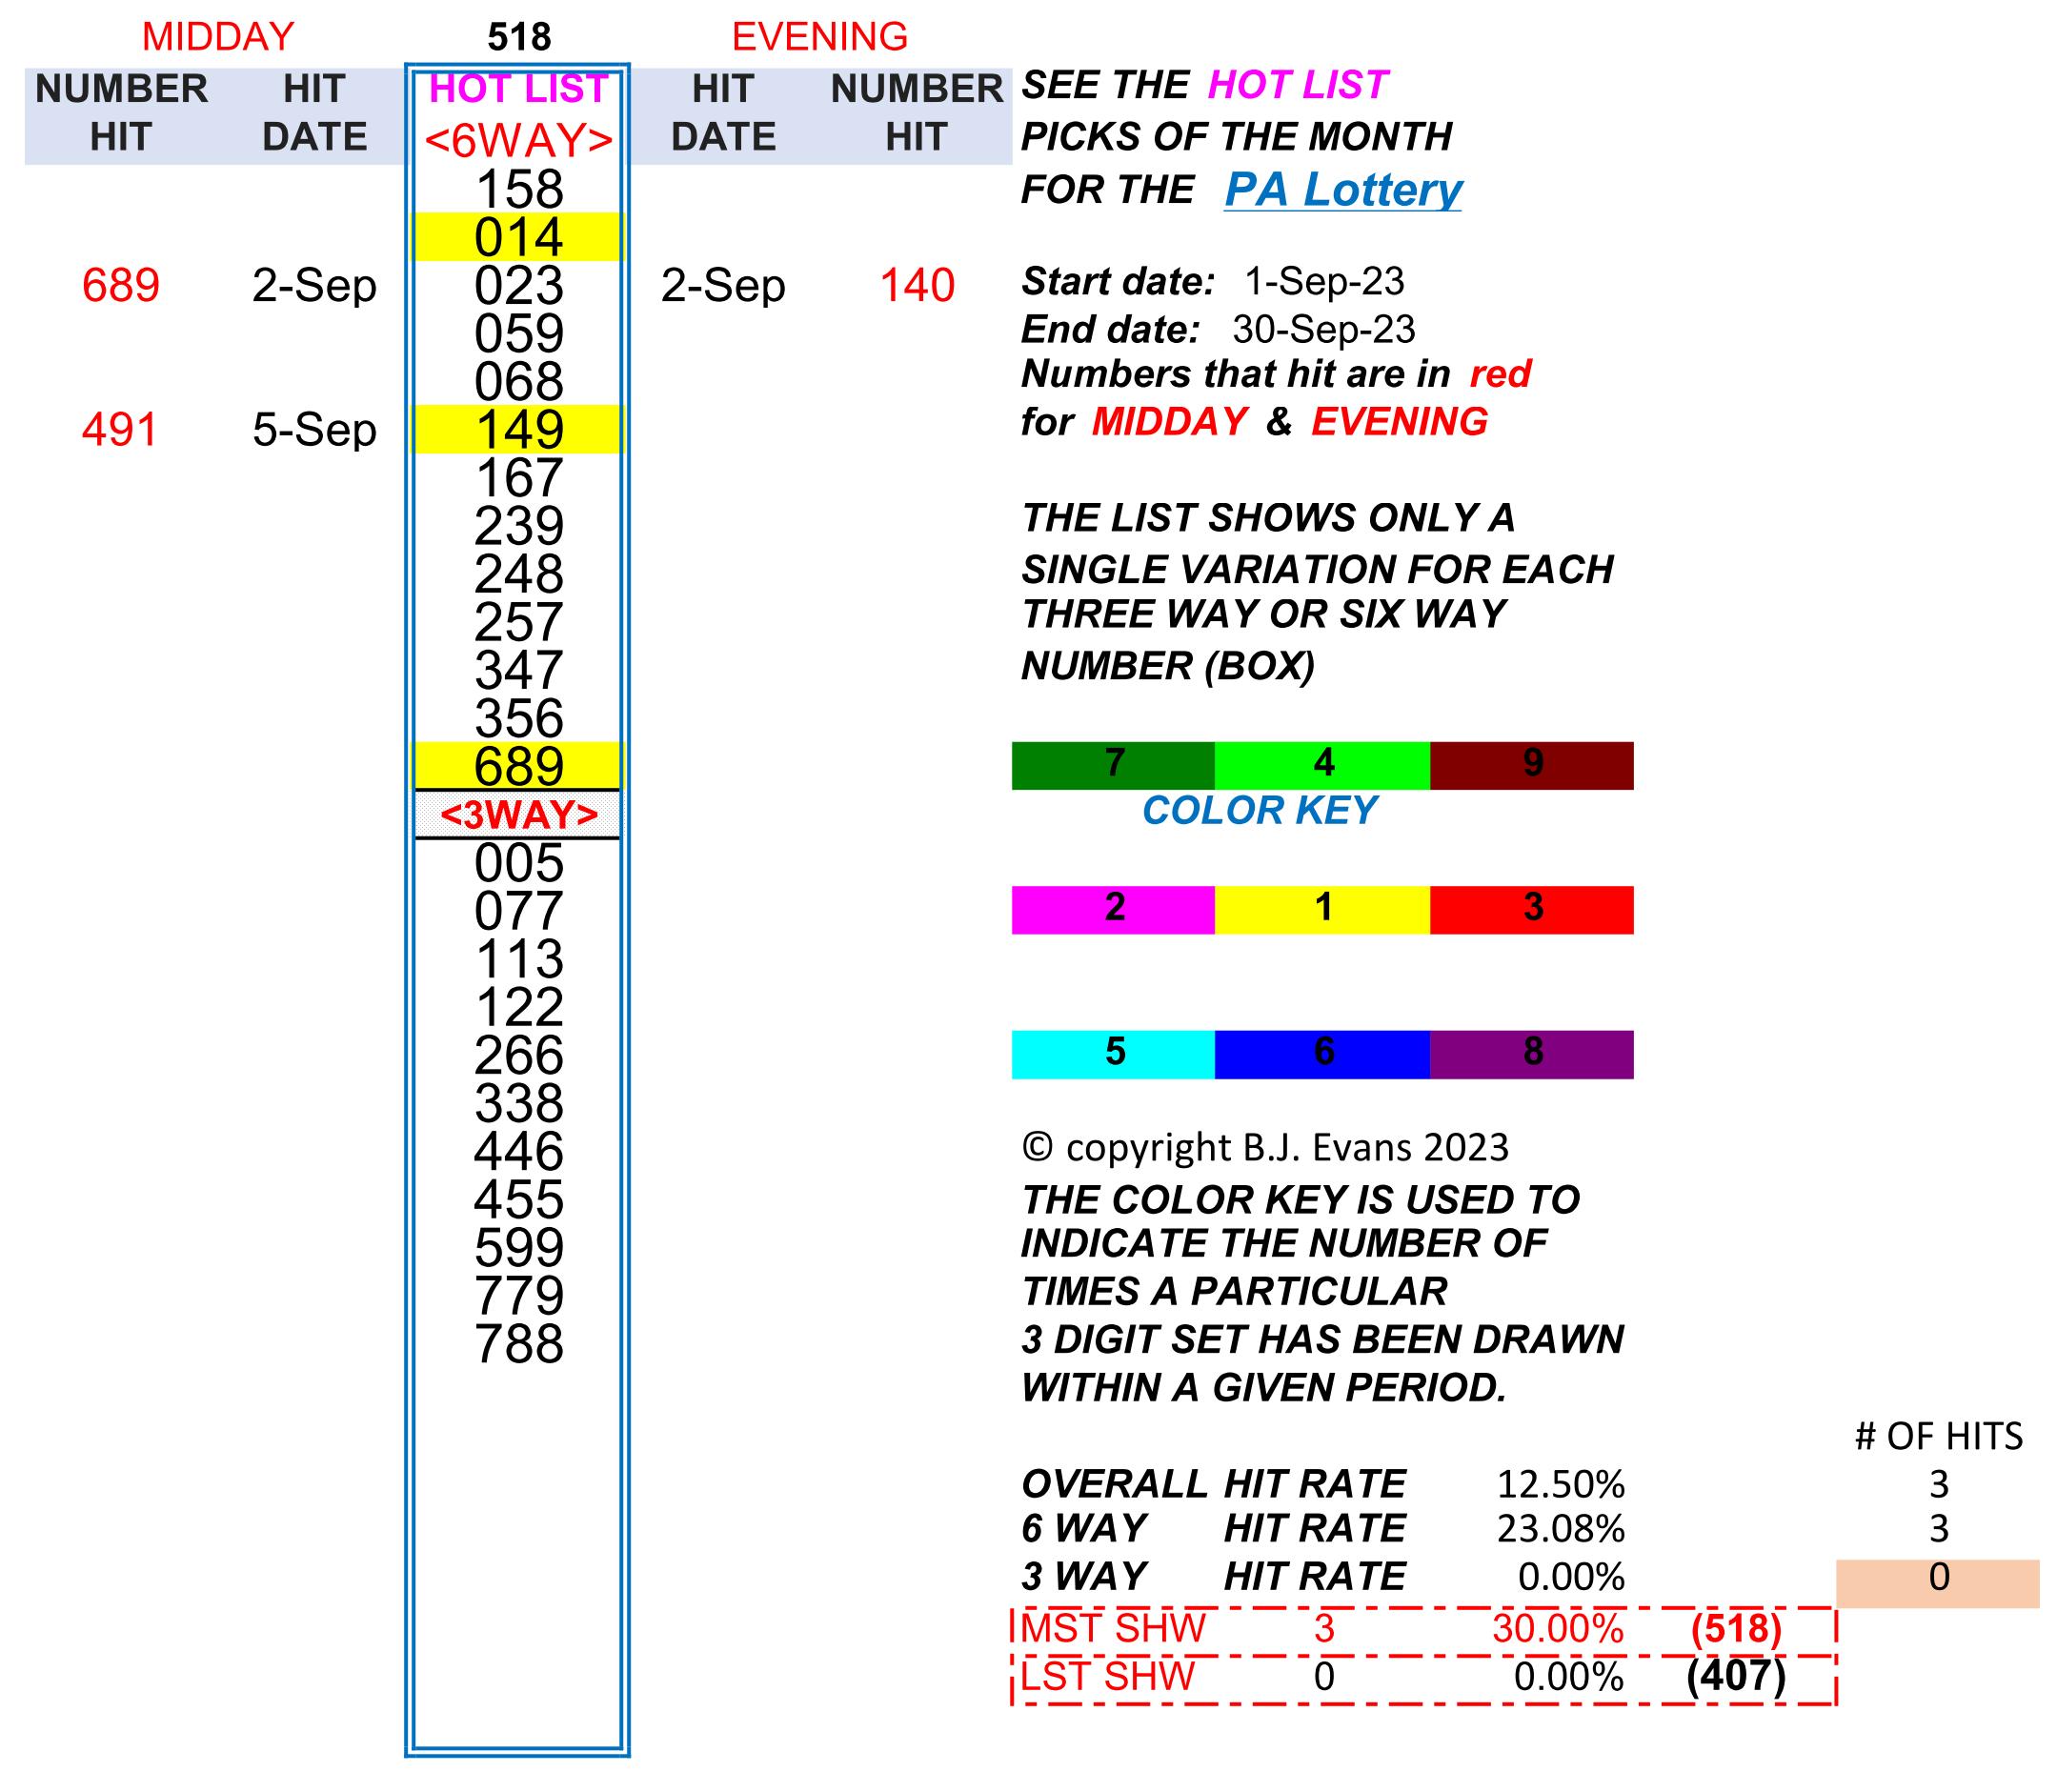 MIDDAY 518 EVENING
NUMBER HIT HOT LIST HIT NUMBER SEE THE HOT LIST
HIT DATE <6WAY> DATE HIT PICKS OF THE MONTH
158 FOR THE PA Lottery
014
689 2-Sep 023 2-Sep 140 Start date: 1-Sep-23
059 End date: 30-Sep-23
068 Numbers that hit are in red
491 5-Sep 149 for MIDDAY & EVENING
167
239 THE LIST SHOWS ONLY A
248 SINGLE VARIATION FOR EACH
257 THREE WAY OR SIX WAY
347 NUMBER (BOX)
356
689 7 4 9
<3WAY> COLOR KEY
005
077 2 1 3
113
122
266 5 6 8
338
446 © copyright B.J. Evans 2023
455 THE COLOR KEY IS USED TO
599 INDICATE THE NUMBER OF
779 TIMES A PARTICULAR
788 3 DIGIT SET HAS BEEN DRAWN
WITHIN A GIVEN PERIOD.
# OF HITS
OVERALL HIT RATE 12.50% 3
6 WAY HIT RATE 23.08% 3
3 WAY HIT RATE 0.00% 0
MST SHW 3 30.00% (518)
LST SHW 0 0.00% (407)